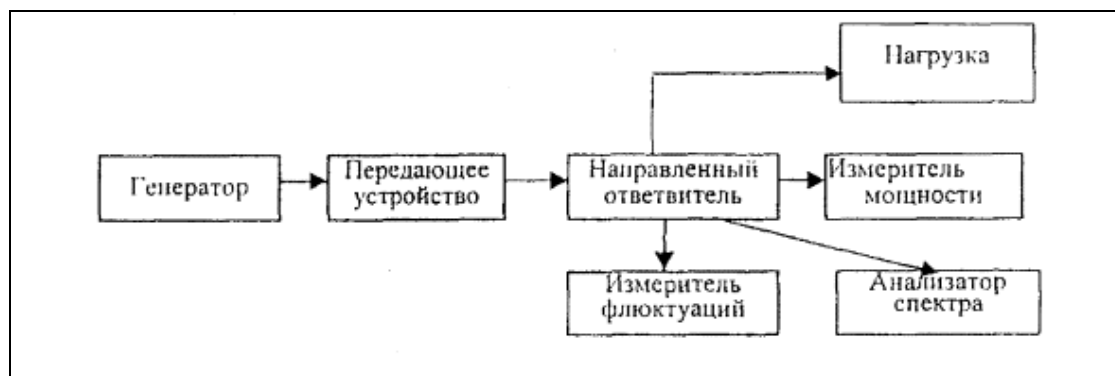 Нагрузка
Генератор
Передающее
устройство
Направленный
ответвитель
Измеритель
мощности
Измеритель
флюктуаций
Анализатор
спектра